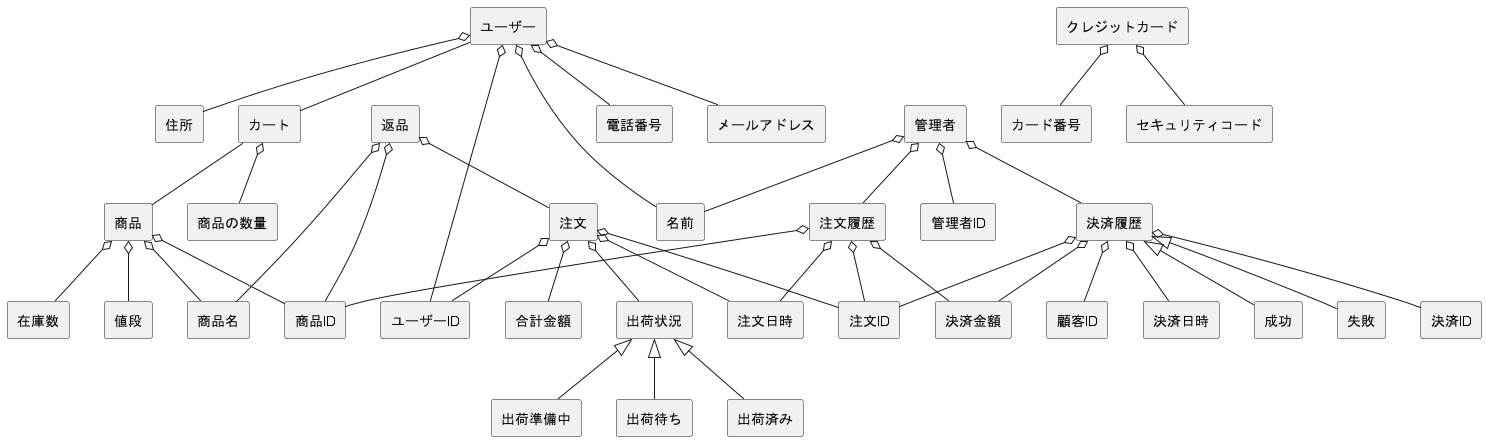 ユーザー
クレジットカード
住所
カート
返品
電話番号
メールアドレス
管理者
カード番号
セキュリティコード
商品
商品の数量
注文
名前
注文履歴
管理者ID
決済履歴
在庫数
値段
商品名
商品ID
ユーザーID
合計金額
出荷状況
注文日時
注文ID
決済金額
顧客ID
決済日時
成功
失敗
決済ID
出荷準備中
出荷待ち
出荷済み